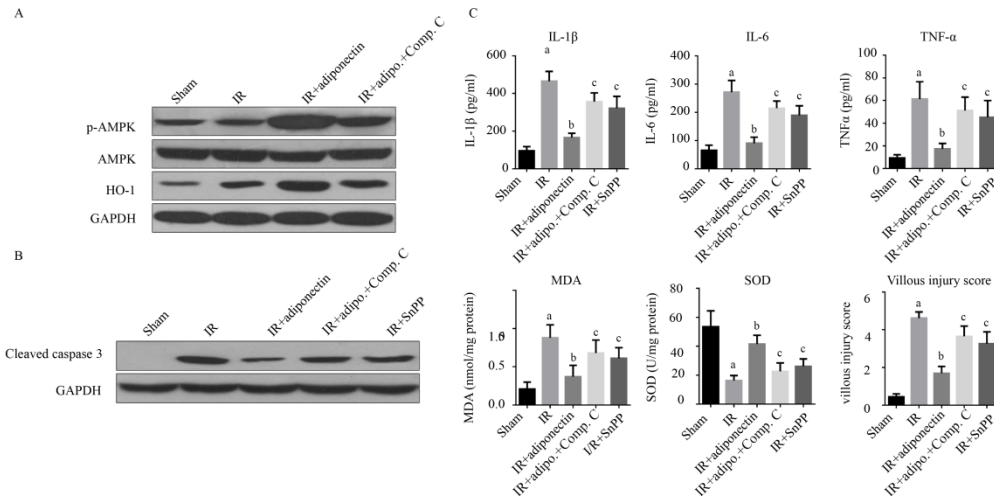 A
Sham
IR
IR+adiponectin
IR+adipo.+Comp. C
p-AMPK
AMPK
HO-1
GAPDH
B
Sham
IR
IR+adiponectin
IR+adipo.+Comp. C
IR+SnPP
Cleaved caspase 3
GAPDH
C
IL-1β
IL-1β (pg/ml)
600
400
200
0
a
b
c
c
Sham
IR
IR+adiponectin
IR+adipo.+Comp. C
IR+SnPP
IL-6
IL-6 (pg/ml)
400
300
200
100
0
a
b
c
c
Sham
IR
IR+adiponectin
IR+adipo.+Comp. C
IR+SnPP
TNF-α
TNFα (pg/ml)
100
80
60
40
20
0
a
b
c
c
Sham
IR
IR+adiponectin
IR+adipo.+Comp. C
IR+SnPP
MDA
MDA (nmol/mg protein)
0.5
0.0
a
b
c
c
Sham
IR
IR+adiponectin
IR+adipo.+Comp. C
I/R+SnPP
SOD
SOD (U/mg protein)
80
60
40
20
0
a
b
c
c
Sham
IR
IR+adiponectin
IR+adipo.+Comp. C
IR+SnPP
Villous injury score
villous injury score
6
4
2
0
a
b
c
c
Sham
IR
IR+adiponectin
IR+adipo.+Comp. C
IR+SnPP